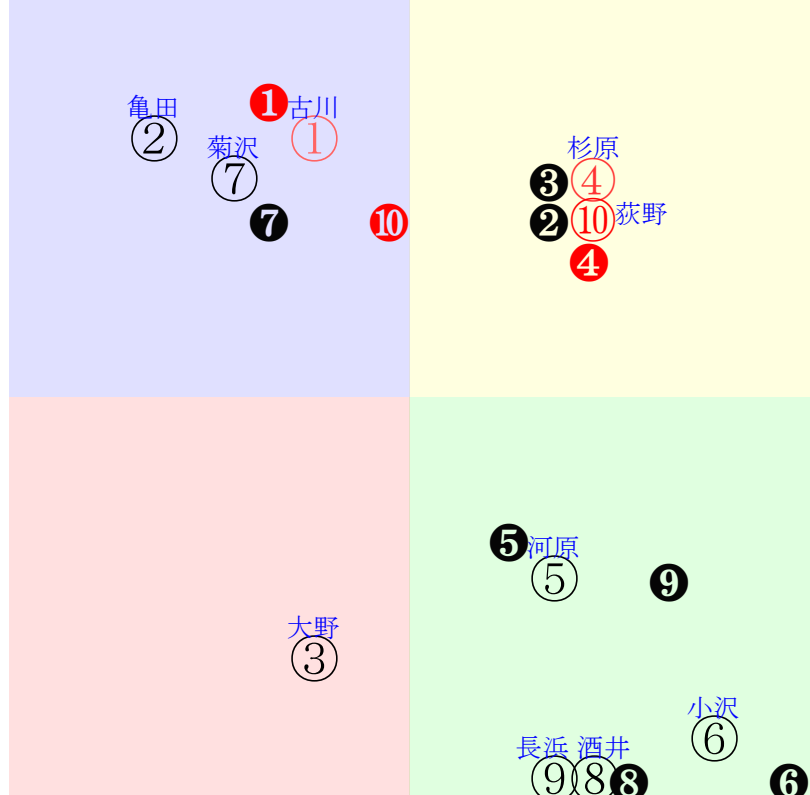 ❶古川
亀田
①
②
菊沢
⑦
❼
❿
杉原
❸④
❷⑩荻野
❹
大野
③
❺河原
⑤
❾
小沢
⑥
長浜 酒井
⑨⑧❽
❻